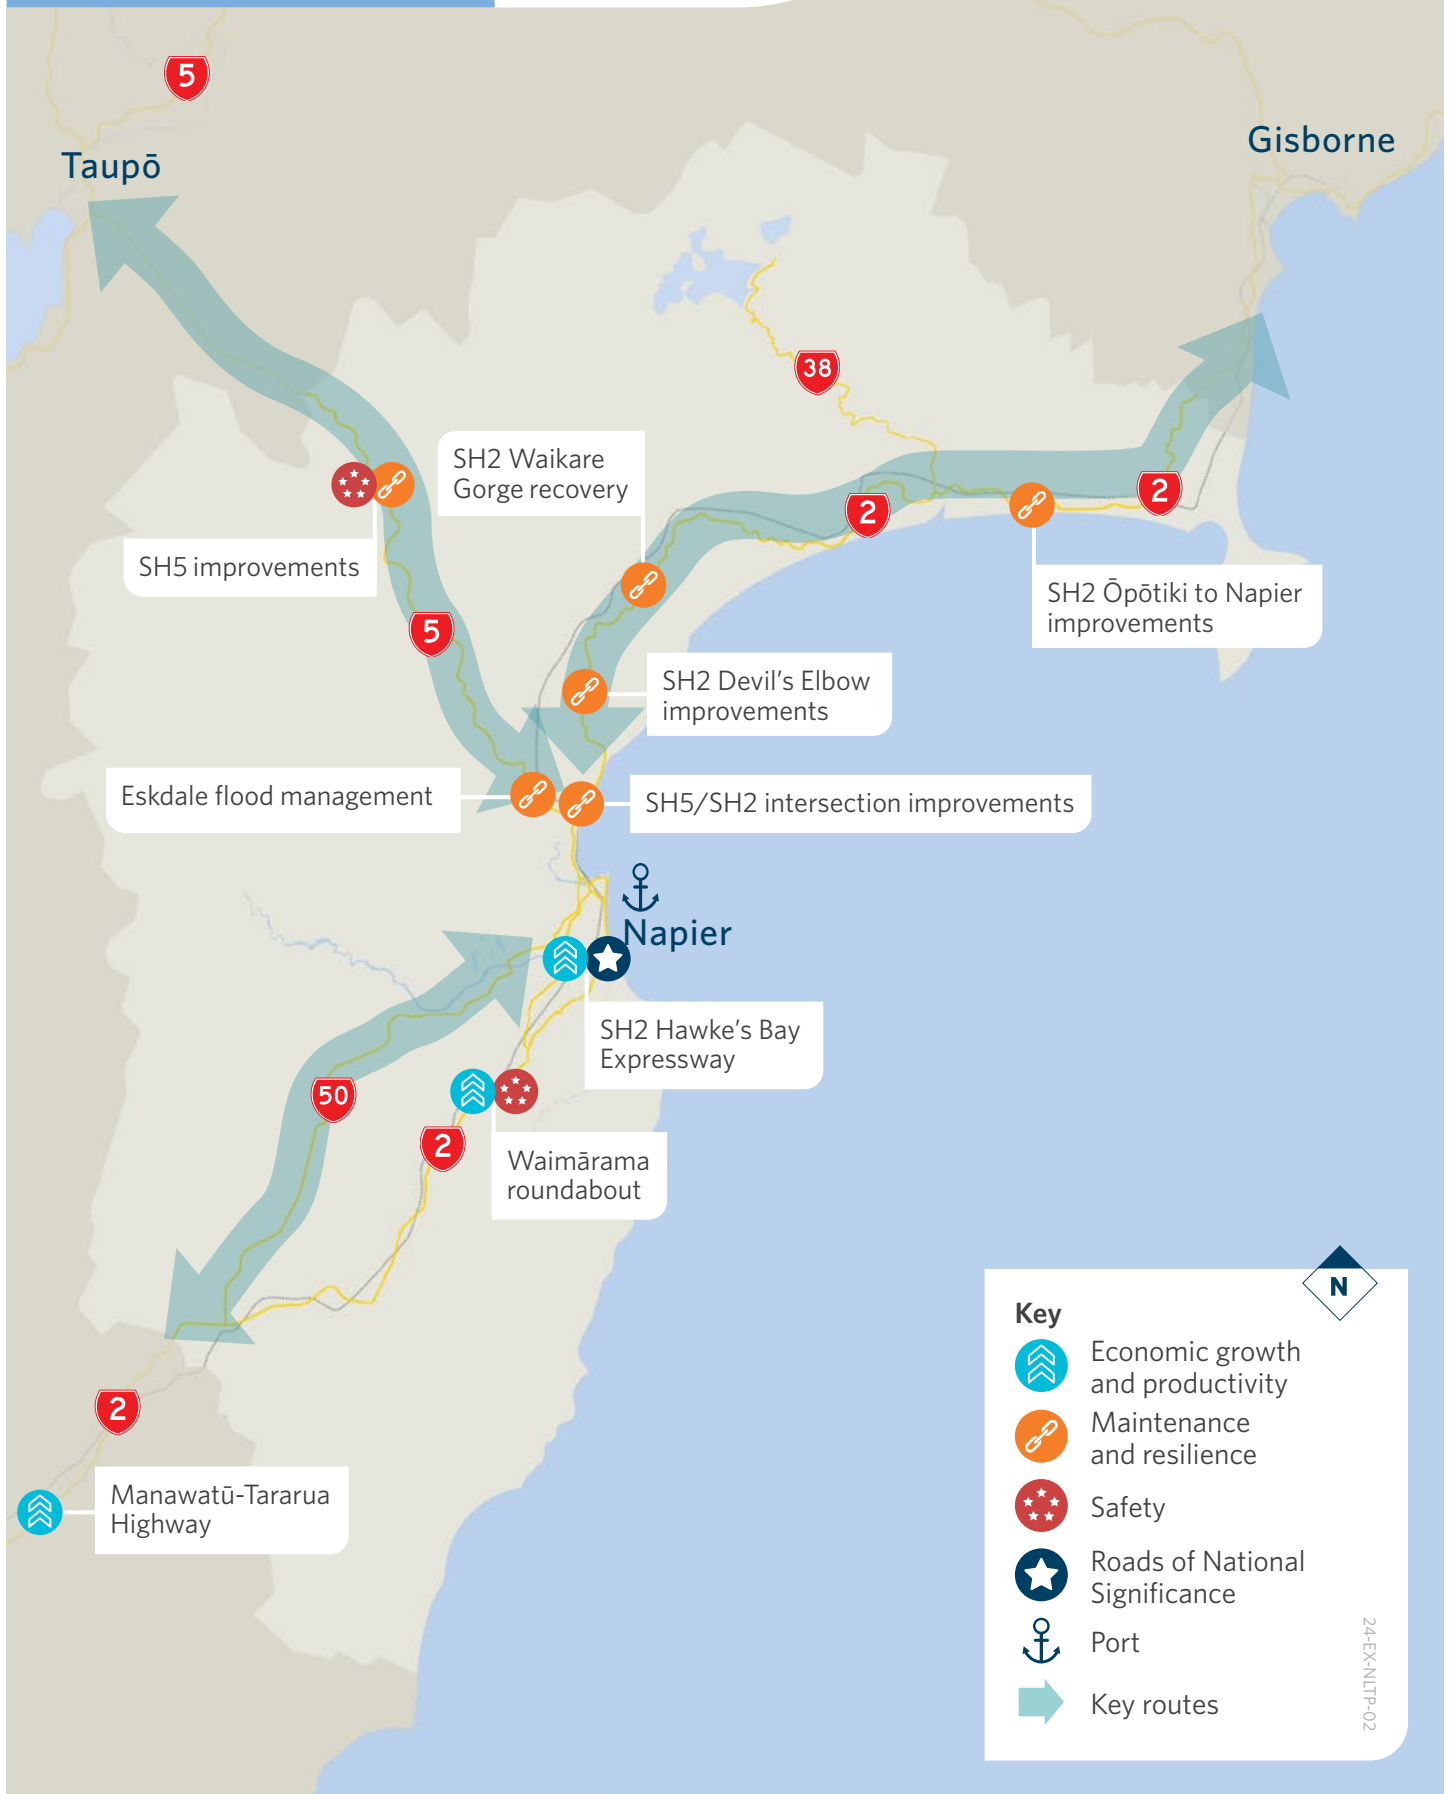 5
Taupō
Gisborne
38
SH2 Waikare
Gorge recovery
2
2
SH5 improvements
SH2 Ōpōtiki to Napier
improvements
5
SH2 Devil's Elbow
improvements
Eskdale flood management
SH5/SH2 intersection improvements
Napier
SH2 Hawke's Bay
Expressway
50
2
Waimārama
roundabout
2
Manawatū-Tararua
Highway
N
Key
Economic growth
and productivity
Maintenance
and resilience
Safety
Roads of National
Significance
Port
Key routes
24-EX-NLTP-02